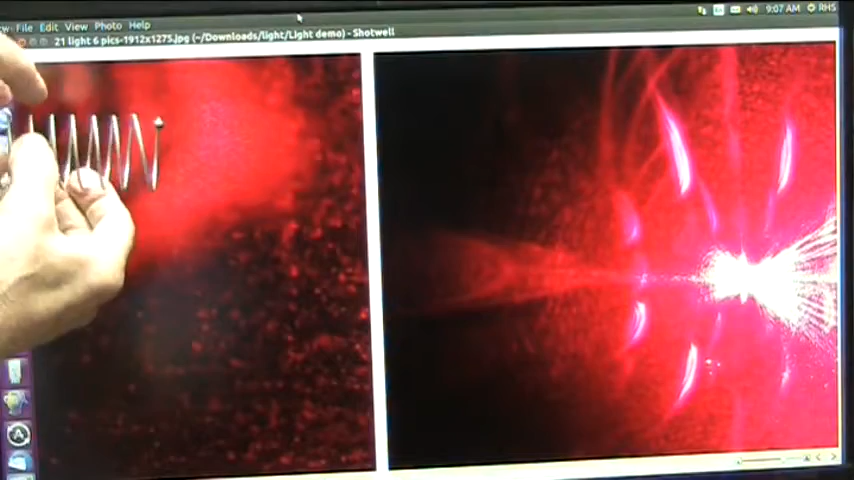 File Edit View Photo Help
9:07 AM RHS
21 light 6 pics-1912x1275.jpg (~/Downloads/light/Light demo) - Shotwell